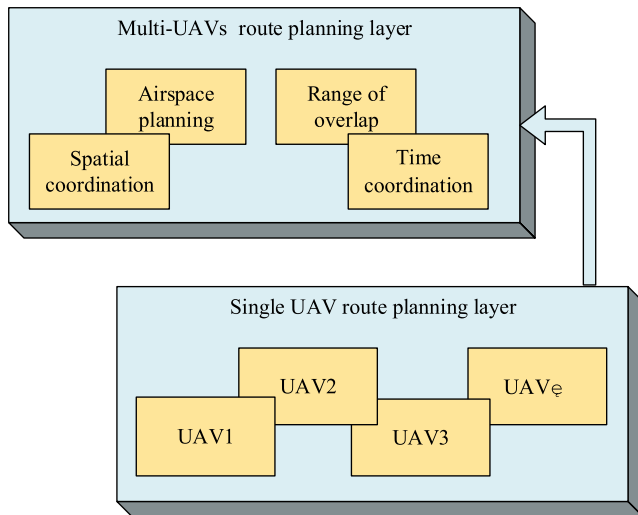 Multi-UAVs route planning layer
Airspace
planning
Range of
overlap
Spatial
coordination
Time
coordination
Single UAV route planning layer
UAV2
UAVę
UAV1
UAV3